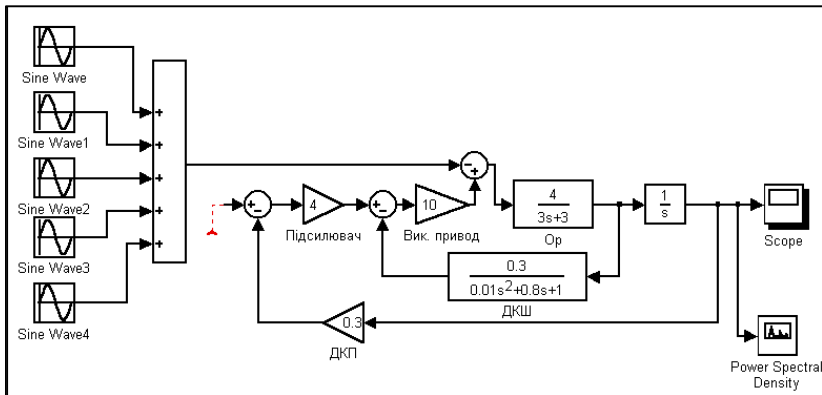 Sine Wave
Sine Wave1
Sine Wave2
Sine Wave3
Sine Wave4
+
+
+
+
+
+
−
4
Підсилювач
+
−
10
Вик. привод
−
+
4
3s+3
Ор
1
s
Scope
0.3
0.01s²+0.8s+1
ДКШ
0.3
ДКП
Power Spectral
Density